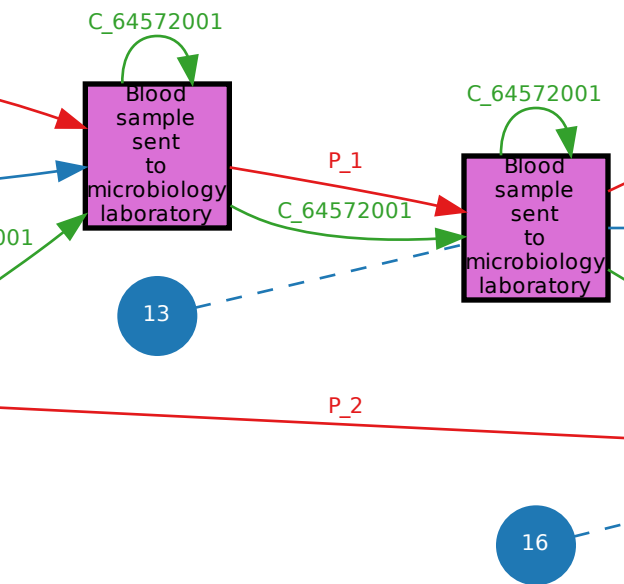 C_64572001
Blood
sample
sent
to
microbiology
laboratory
C_64572001
Blood
sample
sent
to
microbiology
laboratory
P_1
C_64572001
001
13
P_2
16